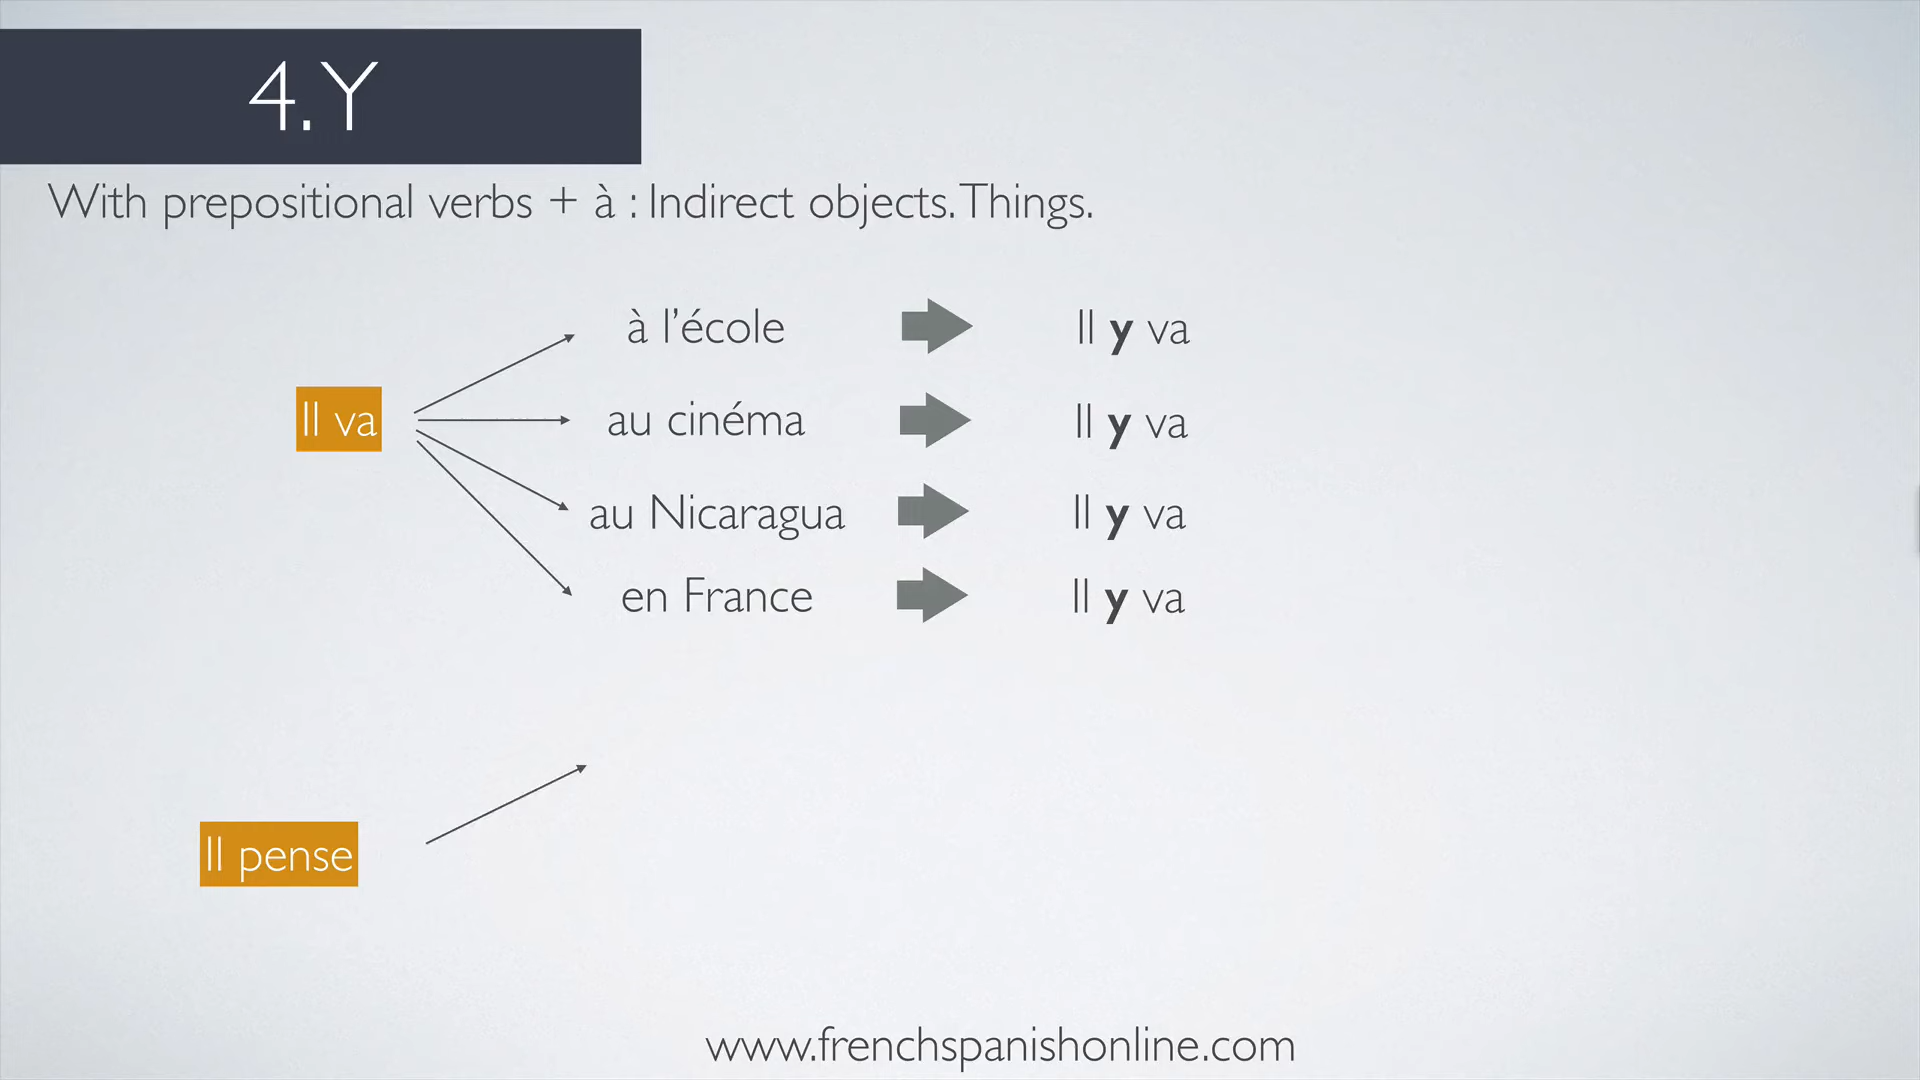 4. Y
With prepositional verbs + à : Indirect objects. Things.
à l’école Il y va
Il va au cinéma Il y va
au Nicaragua Il y va
en France Il y va
Il pense
www.frenchspanishonline.com